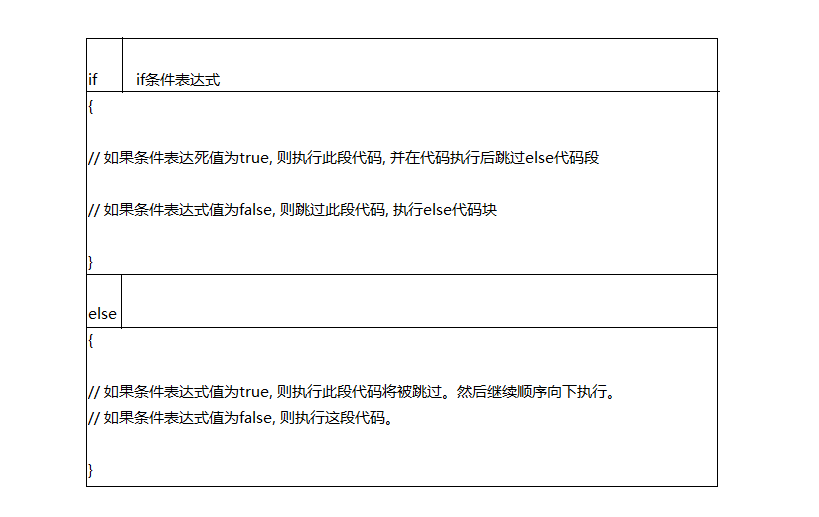 if if条件表达式
{
// 如果条件表达死值为true, 则执行此段代码, 并在代码执行后跳过else代码段
// 如果条件表达式值为false, 则跳过此段代码, 执行else代码块
}
else
{
// 如果条件表达式值为true, 则执行此段代码将被跳过。然后继续顺序向下执行。
// 如果条件表达式值为false, 则执行这段代码。
}